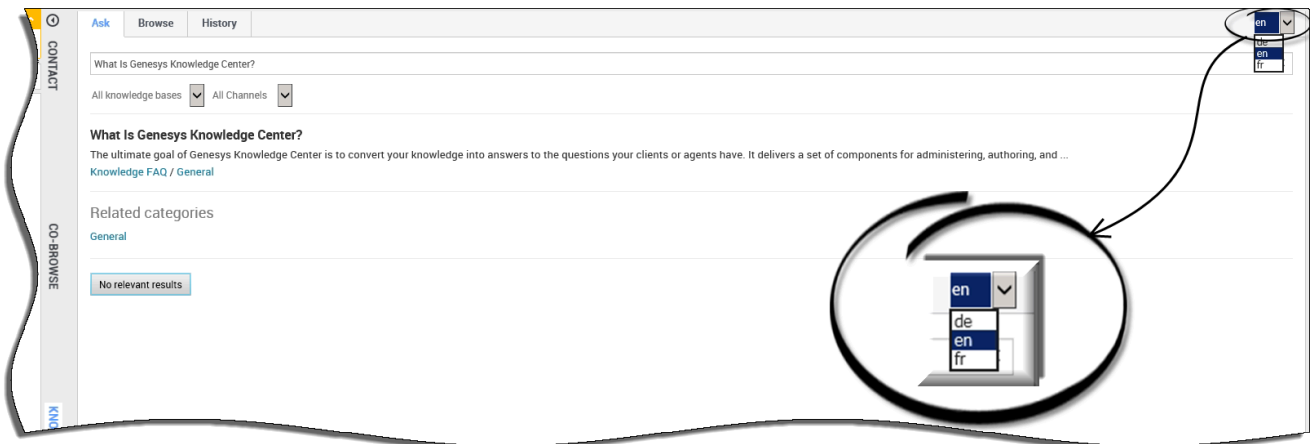 Ask Browse History
en
de
en
fr
CONTACT
What Is Genesys Knowledge Center?
All knowledge bases All Channels
What Is Genesys Knowledge Center?
The ultimate goal of Genesys Knowledge Center is to convert your knowledge into answers to the questions your clients or agents have. It delivers a set of components for administering, authoring, and ...
Knowledge FAQ / General
Related categories
General
CO-BROWSE
No relevant results
en
de
en
fr
KNO